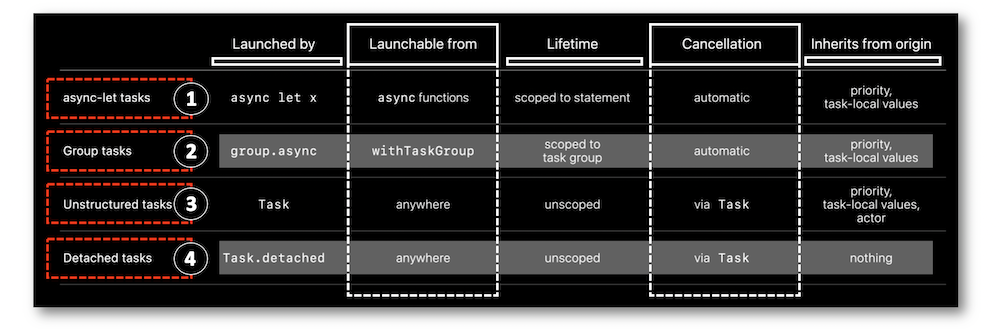 Launched by Launchable from Lifetime Cancellation Inherits from origin
async-let tasks 1 async let x async functions scoped to statement automatic priority,
task-local values
Group tasks 2 group.async withTaskGroup scoped to
task group automatic priority,
task-local values
Unstructured tasks 3 Task anywhere unscoped via Task priority,
task-local values,
actor
Detached tasks 4 Task.detached anywhere unscoped via Task nothing